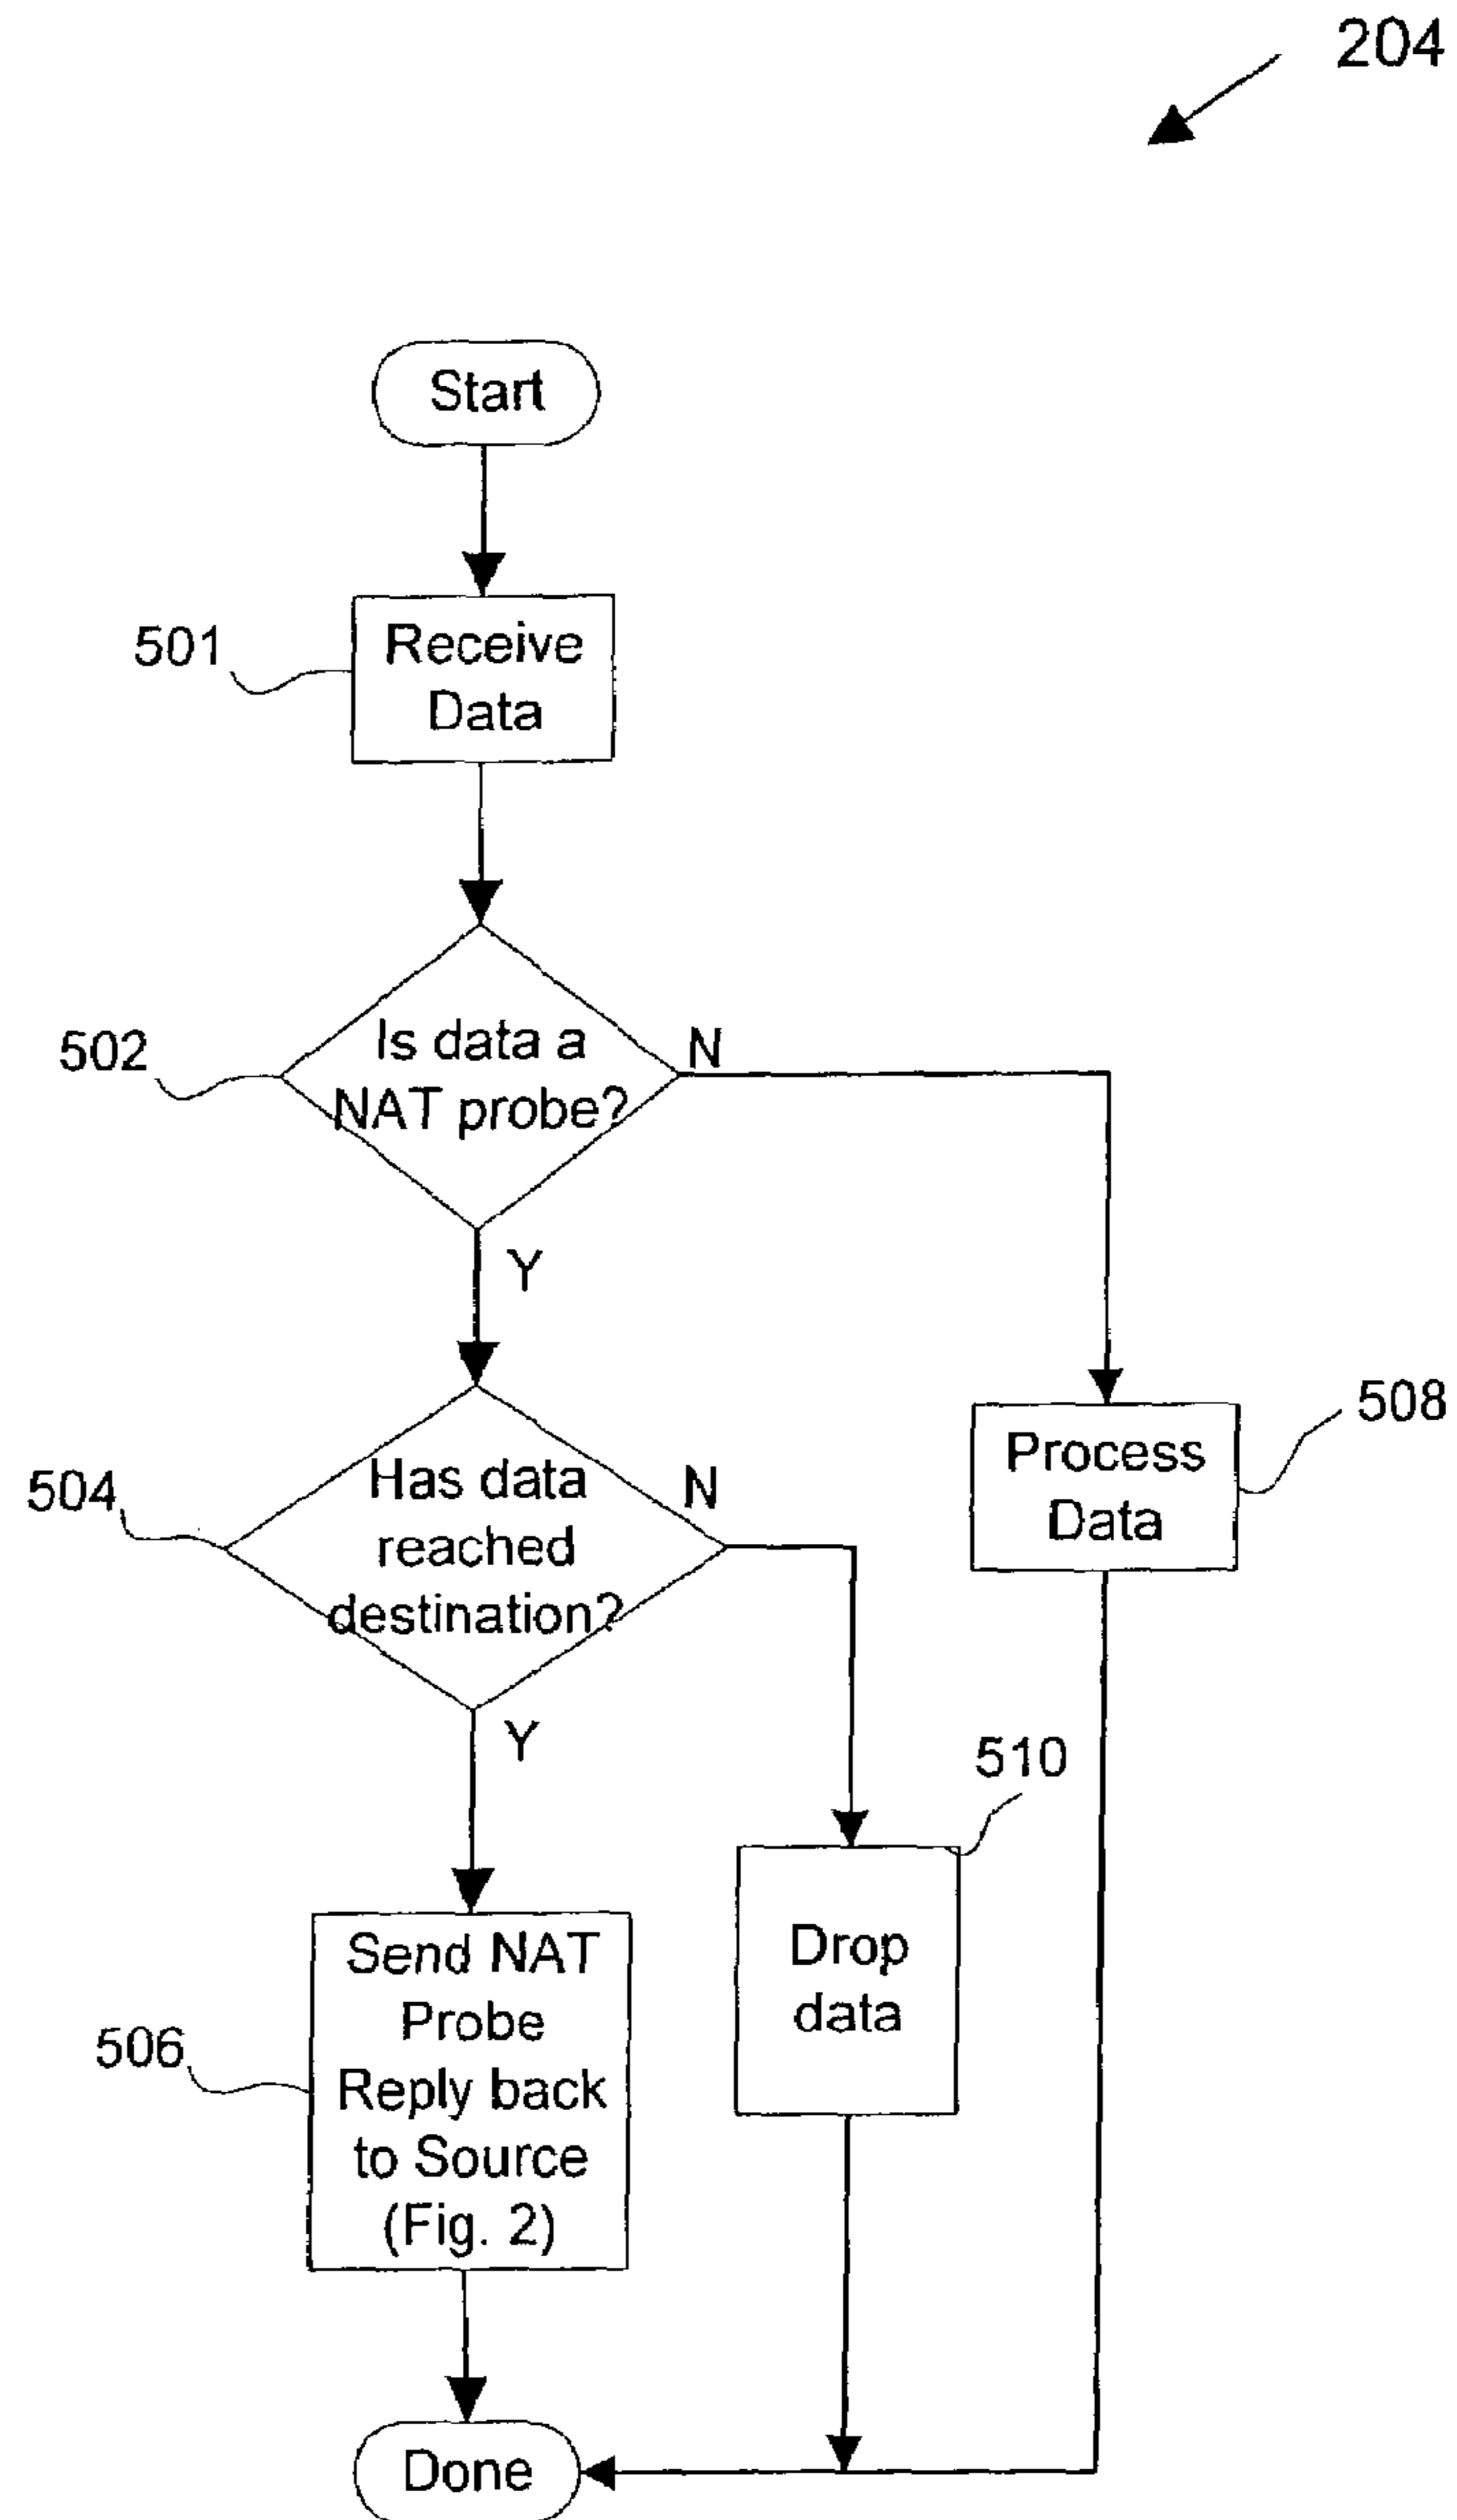 204
Start
501
Receive
Data
502
Is data a
NAT probe?
N
Y
504
Has data
reached
destination?
N
Y
508
Process
Data
510
Drop
data
506
Send NAT
Probe
Reply back
to Source
(Fig. 2)
Done